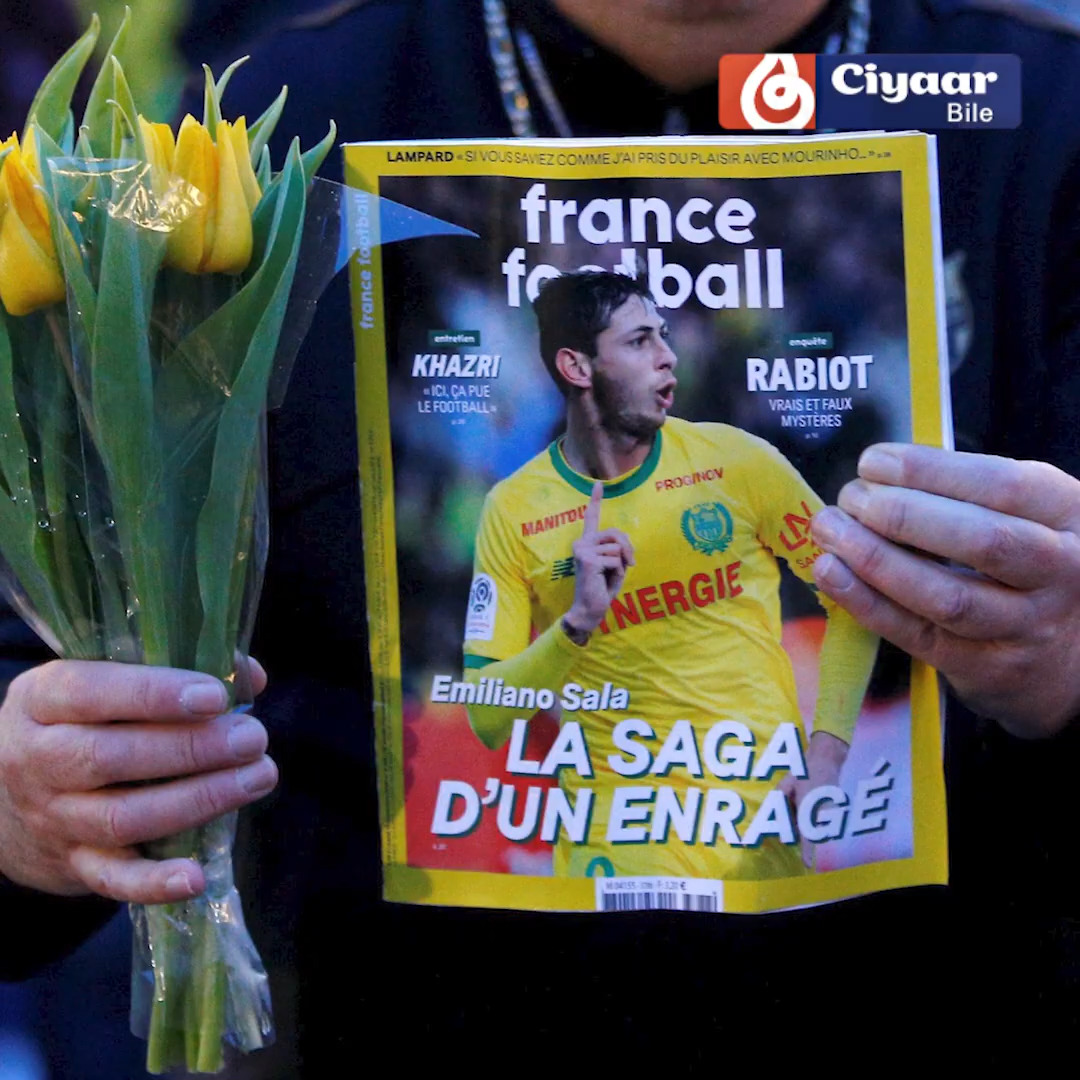 Ciyaar
Bile
LAMPARD « SI VOUS SAVIEZ COMME J'AI PRIS DU PLAISIR AVEC MOURINHO... »
france football
france
football
entretien
KHAZRI
« ICI, ÇA PUE
LE FOOTBALL »
enquête
RABIOT
VRAIS ET FAUX
MYSTÈRES
MANITOU
PROGINOV
YNERGIE
Emiliano Sala
LA SAGA
D'UN ENRAGÉ